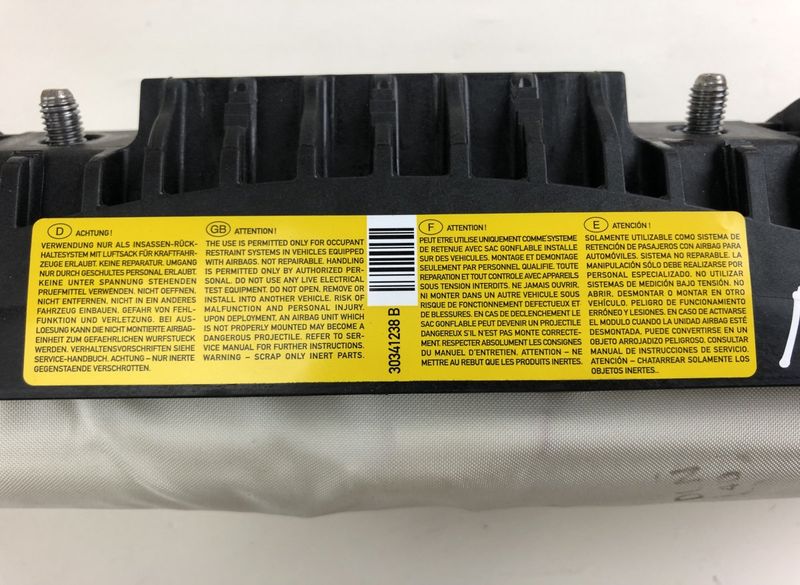 D ACHTUNG!
VERWENDUNG NUR ALS INSASSEN-RÜCK-
HALTESYSTEM MIT LUFTSACK FÜR KRAFTFAHR-
ZEUGE ERLAUBT. KEINE REPARATUR. UMGANG
NUR DURCH GESCHULTES PERSONAL ERLAUBT.
KEINE UNTER SPANNUNG STEHENDEN
PRUEFMITTEL VERWENDEN. NICHT OEFFNEN,
NICHT ENTFERNEN, NICHT IN EIN ANDERES
FAHRZEUG EINBAUEN. GEFAHR VON FEHL-
FUNKTION UND VERLETZUNG. BEI AUS-
LOESUNG KANN DIE NICHT MONTIERTE AIRBAG-
EINHEIT ZUM GEFAEHRLICHEN WURFSTUECK
WERDEN. VERHALTENSVORSCHRIFTEN SIEHE
SERVICE-HANDBUCH. ACHTUNG – NUR INERTE
GEGENSTAENDE VERSCHROTTEN.
GB ATTENTION!
THE USE IS PERMITTED ONLY FOR OCCUPANT
RESTRAINT SYSTEMS IN VEHICLES EQUIPPED
WITH AIRBAGS. NOT REPAIRABLE. HANDLING
IS PERMITTED ONLY BY AUTHORIZED PER-
SONAL. DO NOT USE ANY LIVE ELECTRICAL
TEST EQUIPMENT. DO NOT OPEN. REMOVE OR
INSTALL INTO ANOTHER VEHICLE. RISK OF
MALFUNCTION AND PERSONAL INJURY.
UPON DEPLOYMENT. AN AIRBAG UNIT WHICH
IS NOT PROPERLY MOUNTED MAY BECOME A
DANGEROUS PROJECTILE. REFER TO SER-
VICE MANUAL FOR FURTHER INSTRUCTIONS.
WARNING – SCRAP ONLY INERT PARTS.
30341238 B
F ATTENTION!
PEUT ETRE UTILISE UNIQUEMENT COMME SYSTEME
DE RETENUE AVEC SAC GONFLABLE INSTALLE
SUR DES VEHICULES. MONTAGE ET DEMONTAGE
SEULEMENT PAR PERSONNEL QUALIFIE. TOUTE
REPARATION ET TOUT CONTROLE AVEC APPAREILS
SOUS TENSION INTERDITS. NE JAMAIS OUVRIR,
NI MONTER DANS UN AUTRE VEHICULE SOUS
RISQUE DE FONCTIONNEMENT DEFECTUEUX ET
DE BLESSURES. EN CAS DE DECLENCHEMENT LE
SAC GONFLABLE PEUT DEVENIR UN PROJECTILE
DANGEREUX S'IL N'EST PAS MONTE CORRECTE-
MENT. RESPECTER ABSOLUMENT LES CONSIGNES
DU MANUEL D'ENTRETIEN. ATTENTION – NE
METTRE AU REBUT QUE LES PRODUITS INERTES.
E ATENCIÓN!
SOLAMENTE UTILIZABLE COMO SISTEMA DE
RETENCIÓN DE PASAJEROS CON AIRBAG PARA
AUTOMÓVILES. SISTEMA NO REPARABLE. LA
MANIPULACIÓN SÓLO DEBE REALIZARSE POR
PERSONAL ESPECIALIZADO. NO UTILIZAR
SISTEMAS DE MEDICIÓN BAJO TENSIÓN. NO
ABRIR. DESMONTAR O MONTAR EN OTRO
VEHÍCULO. PELIGRO DE FUNCIONAMIENTO
ERRÓNEO Y LESIONES. EN CASO DE ACTIVARSE
EL MODULO CUANDO LA UNIDAD AIRBAG ESTÉ
DESMONTADA. PUEDE CONVERTIRSE EN UN
OBJETO ARROJADIZO PELIGROSO. CONSULTAR
MANUAL DE INSTRUCCIONES DE SERVICIO.
ATENCIÓN – CHATARREAR SOLAMENTE LOS
OBJETOS INERTES..